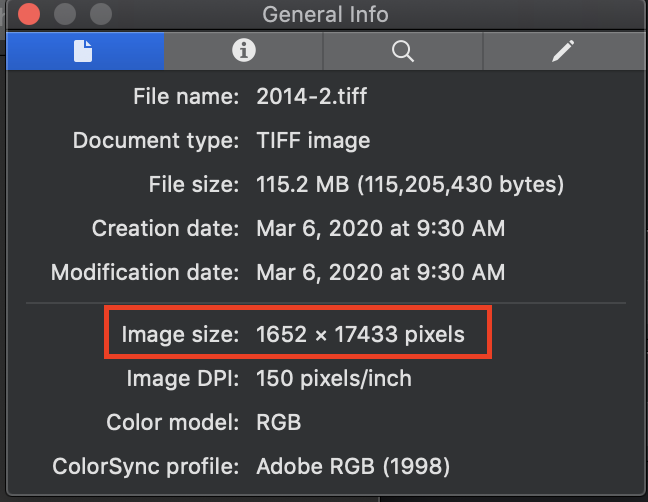 General Info
File name: 2014-2.tiff
Document type: TIFF image
File size: 115.2 MB (115,205,430 bytes)
Creation date: Mar 6, 2020 at 9:30 AM
Modification date: Mar 6, 2020 at 9:30 AM
Image size: 1652 × 17433 pixels
Image DPI: 150 pixels/inch
Color model: RGB
ColorSync profile: Adobe RGB (1998)